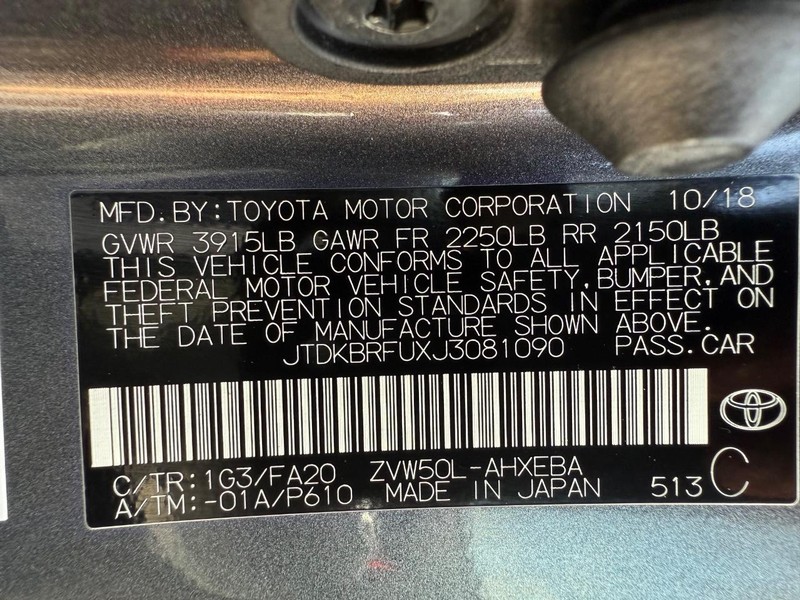 MFD. BY: TOYOTA MOTOR CORPORATION 10/18
GVWR 3915LB GAWR FR 2250LB RR 2150LB
THIS VEHICLE CONFORMS TO ALL APPLICABLE
FEDERAL MOTOR VEHICLE SAFETY, BUMPER, AND
THEFT PREVENTION STANDARDS IN EFFECT ON
THE DATE OF MANUFACTURE SHOWN ABOVE.
JTDKBRFUXJ3081090 PASS. CAR
C/TR: 1G3/FA20 ZVW50L-AHXEBA
A/TM: -01A/P610 MADE IN JAPAN 513 C